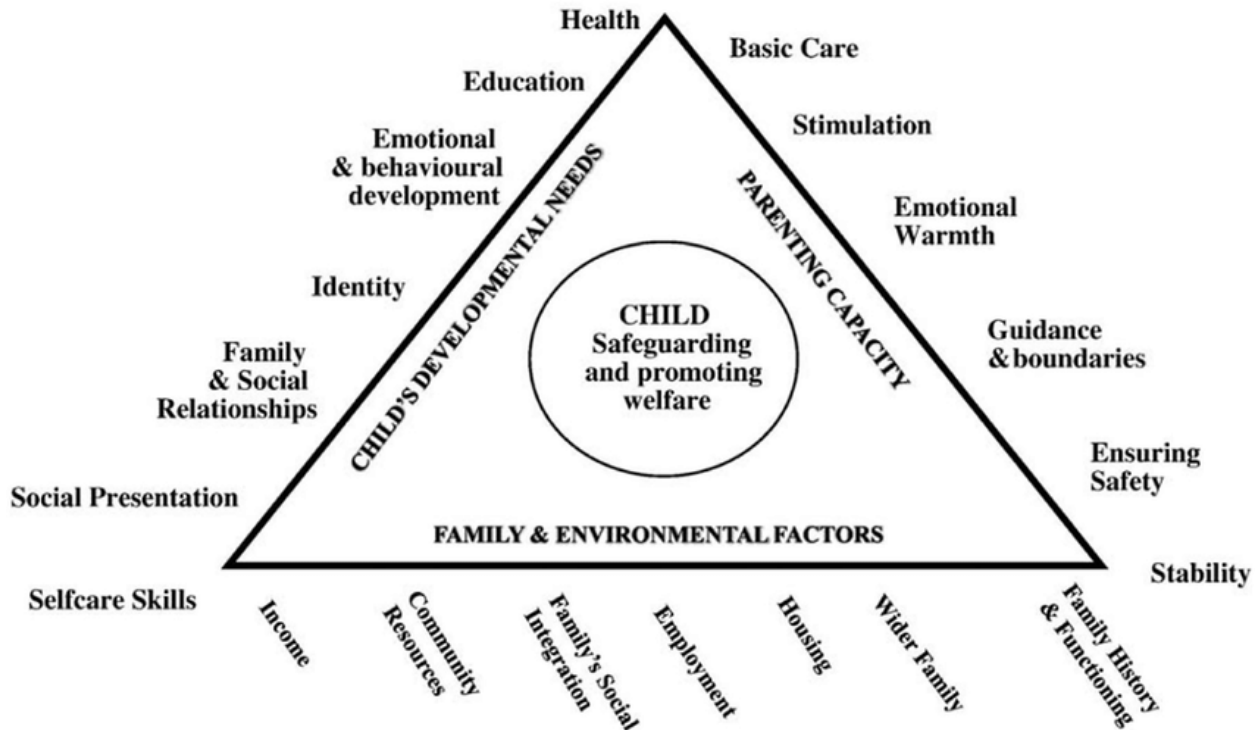 Health
Education
Emotional
& behavioural
development
Identity
Family
& Social
Relationships
Social Presentation
Selfcare Skills
CHILD'S DEVELOPMENTAL NEEDS
CHILD
Safeguarding
and promoting
welfare
PARENTING CAPACITY
Basic Care
Stimulation
Emotional
Warmth
Guidance
& boundaries
Ensuring
Safety
Stability
FAMILY & ENVIRONMENTAL FACTORS
Income
Community
Resources
Family's Social
Integration
Employment
Housing
Wider Family
Family History
& Functioning